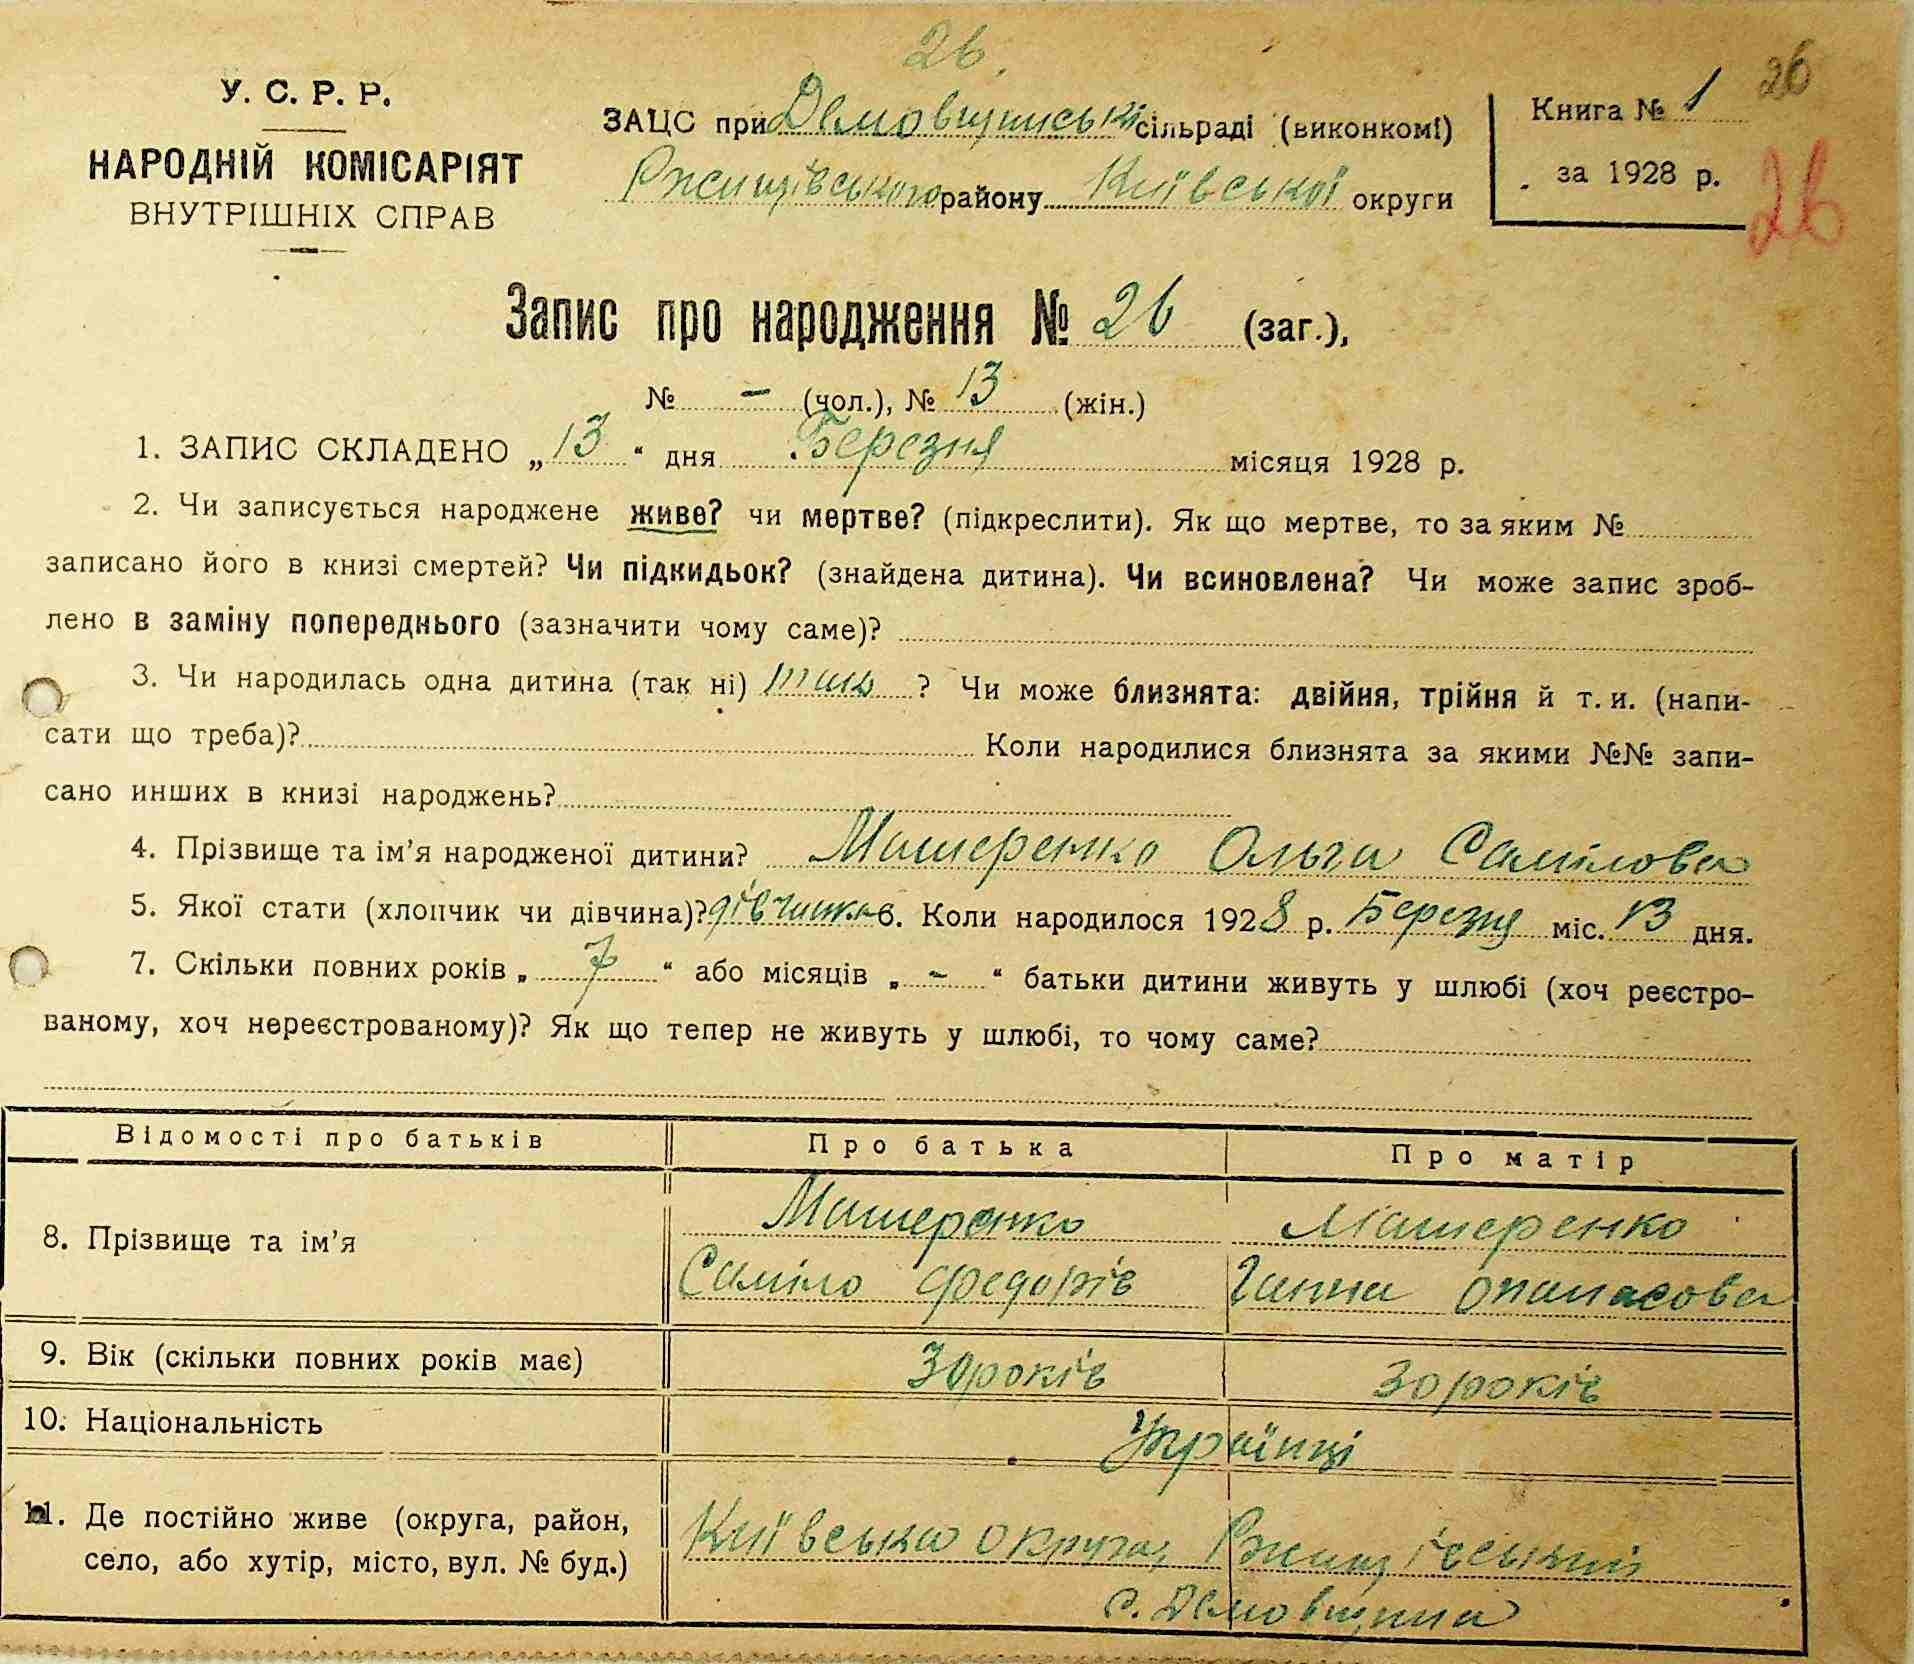 26.
У. С. Р. Р.
НАРОДНІЙ КОМІСАРІЯТ
ВНУТРІШНІХ СПРАВ
ЗАЦС при Демовщинській сільраді (виконкомі)
Ржищівського району Київської округи
Книга № 1
за 1928 р.
26
26
Запис про народження № 26 (заг.),
№ – (чол.), № 13 (жін.)
1. ЗАПИС СКЛАДЕНО „13“ дня Березня місяця 1928 р.
2. Чи записується народжене живе? чи мертве? (підкреслити). Як що мертве, то за яким №
записано його в книзі смертей? Чи підкидьок? (знайдена дитина). Чи всиновлена? Чи може запис зроб-
лено в заміну попереднього (зазначити чому саме)?
3. Чи народилась одна дитина (так ні) так ? Чи може близнята: двійня, трійня й т. и. (напи-
сати що треба)? Коли народилися близнята за якими №№ запи-
сано инших в книзі народжень?
4. Прізвище та ім’я народженої дитини? Машеренко Ольга Самілова
5. Якої стати (хлопчик чи дівчина)? дівчинка 6. Коли народилося 1928 р. Березня міс. 13 дня.
7. Скільки повних років „ 7 “ або місяців „ – “ батьки дитини живуть у шлюбі (хоч реєстро-
ваному, хоч нереєстрованому)? Як що тепер не живуть у шлюбі, то чому саме?
Відомості про батьків Про батька Про матір
8. Прізвище та ім’я Машеренко Машеренко
Саміло Федорів Ганна Опанасова
9. Вік (скільки повних років має) 30 років 30 років
10. Національність Українці
11. Де постійно живе (округа, район, Київська округа, Ржищівський
село, або хутір, місто, вул. № буд.) с. Демовщина